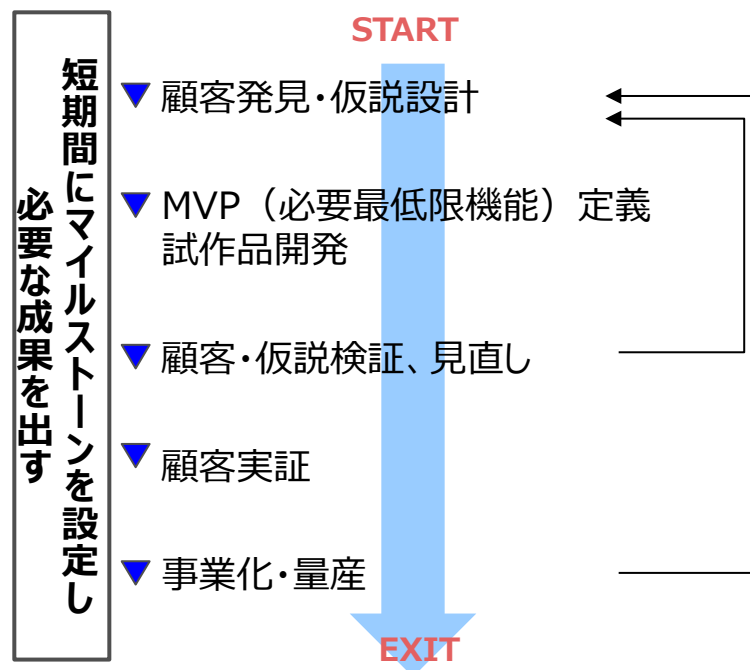 START
短期間にマイルストーンを設定し
必要な成果を出す
顧客発見・仮説設計
MVP（必要最低限機能）定義
試作品開発
顧客・仮説検証、見直し
顧客実証
事業化・量産
EXIT